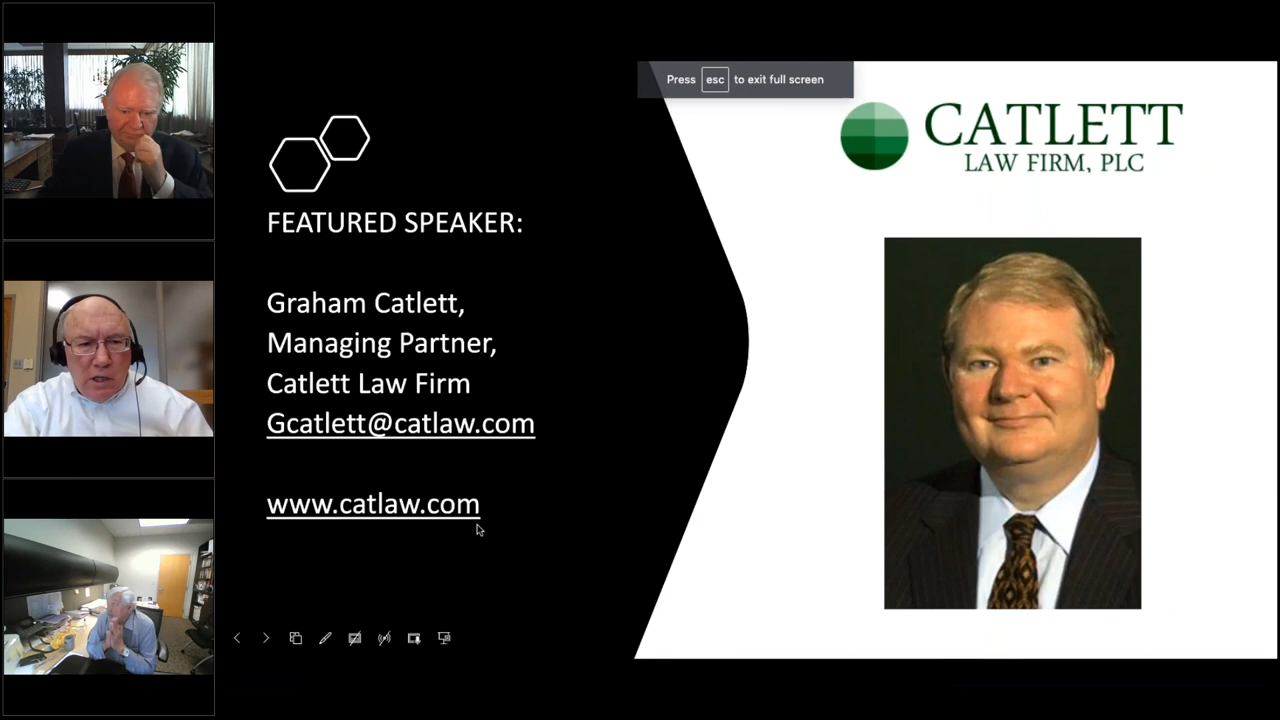 Press esc to exit full screen
CATLETT
LAW FIRM, PLC
FEATURED SPEAKER:
Graham Catlett,
Managing Partner,
Catlett Law Firm
Gcatlett@catlaw.com
www.catlaw.com